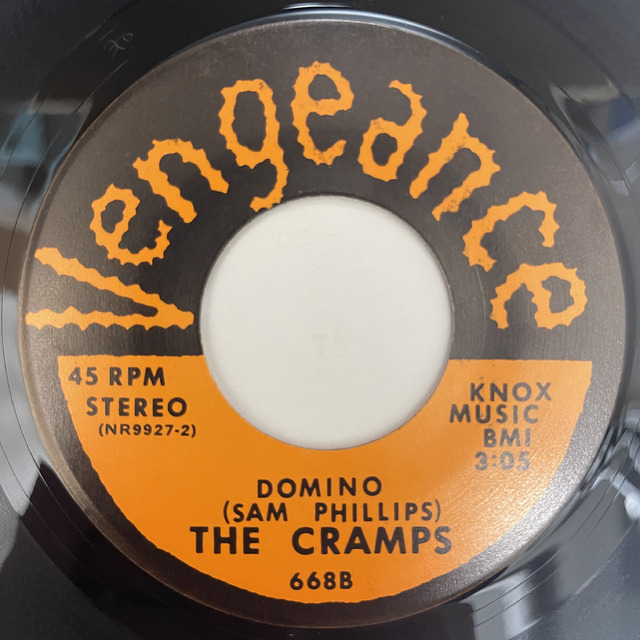 Vengeance
45 RPM
STEREO
(NR9927-2)
KNOX
MUSIC
BMI
3:05
DOMINO
(SAM PHILLIPS)
THE CRAMPS
668B